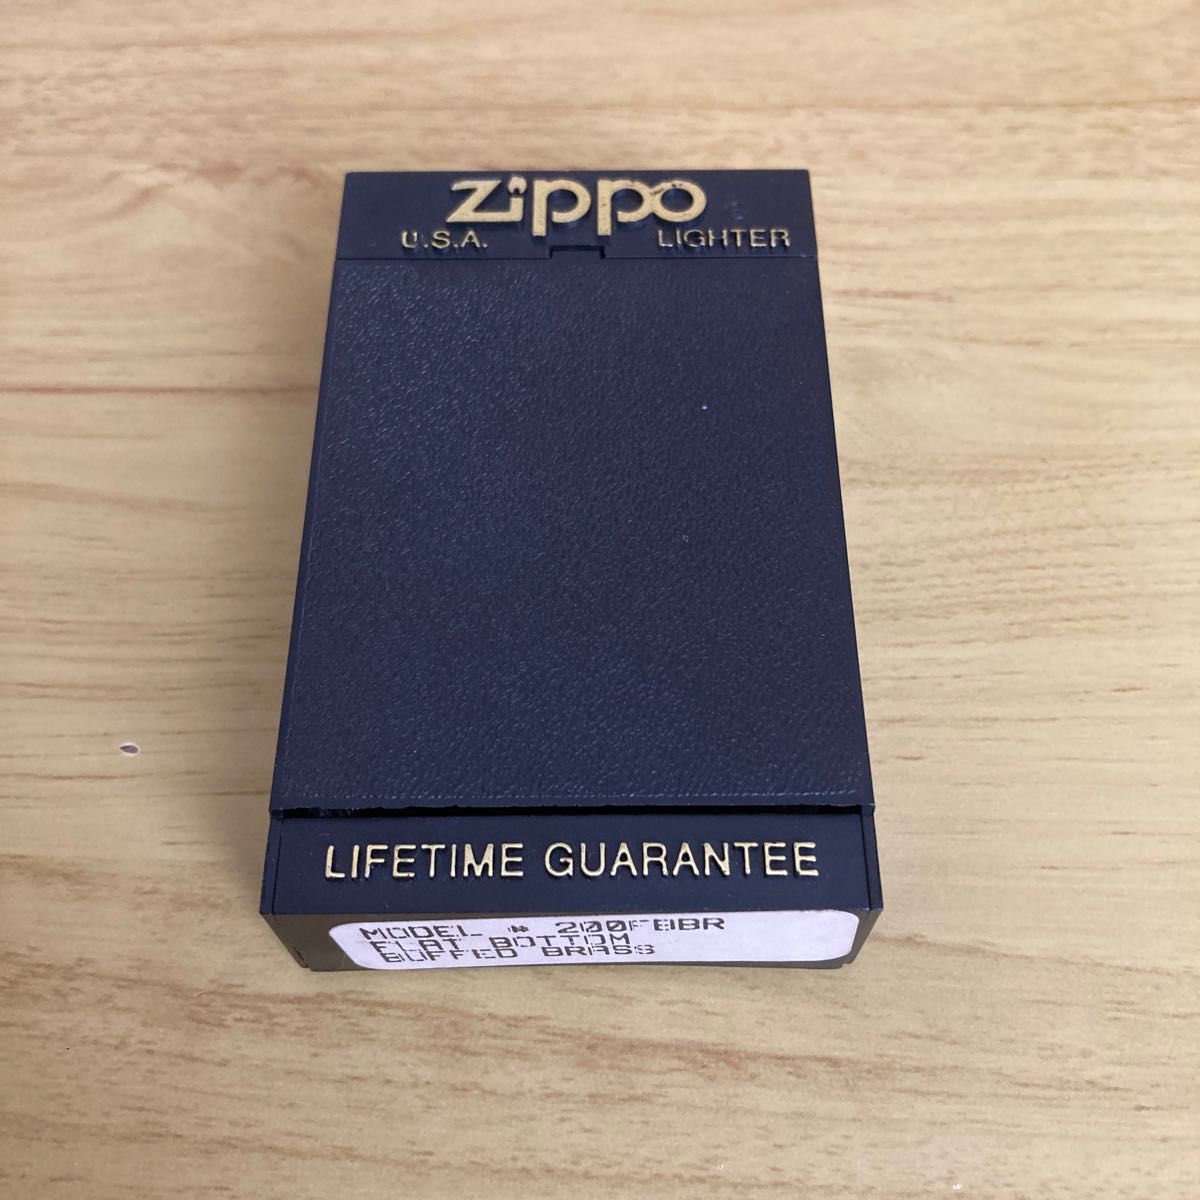 zippo
U.S.A. LIGHTER
LIFETIME GUARANTEE
MODEL # 200FBBR
FLAT BOTTOM
BUFFED BRASS